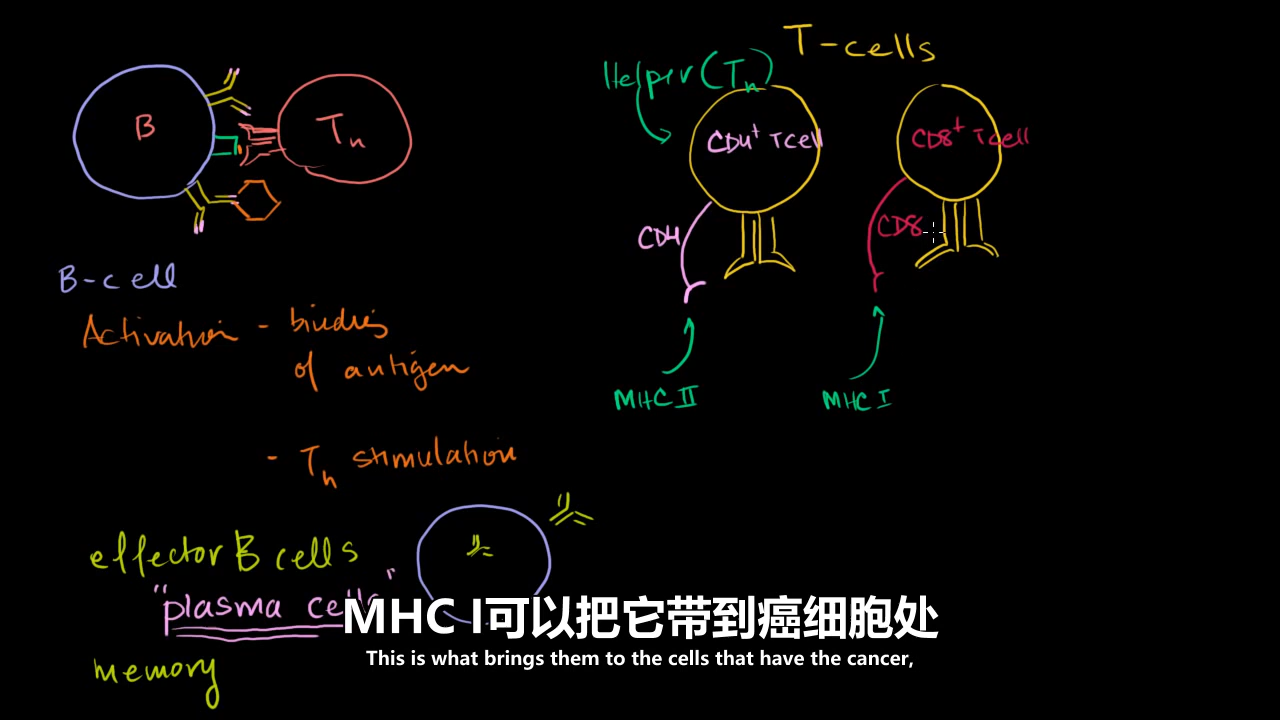 B
Tₕ
B-cell
Activation - binding
of antigen
- Tₕ stimulation
effector B cells
"plasma cells"
memory
T-cells
Helper (Tₕ)
CD4⁺ T cell
CD8⁺ T cell
CD4
CD8
MHC II
MHC I
MHC I可以把它带到癌细胞处
This is what brings them to the cells that have the cancer,